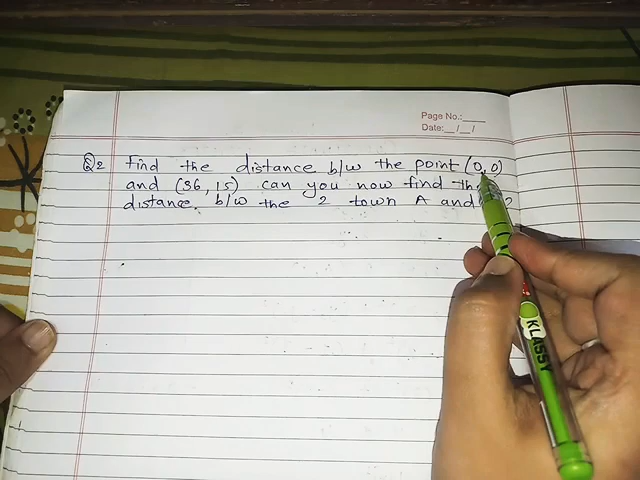 Page No.:
Date: / /
Q2 find the distance b/w the point (0,0)
and (36, 15) can you now find the
distance. b/w the 2 town A and
KLASSY